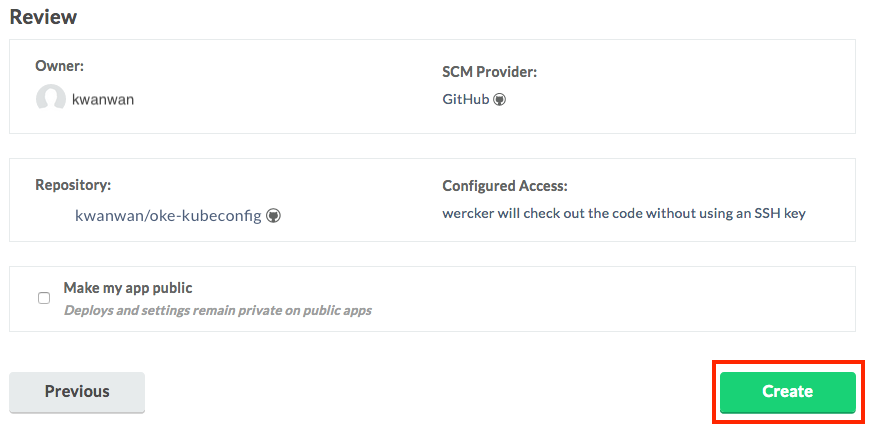 Review
Owner:
kwanwan
SCM Provider:
GitHub
Repository:
kwanwan/oke-kubeconfig
Configured Access:
wercker will check out the code without using an SSH key
Make my app public
Deploys and settings remain private on public apps
Previous
Create